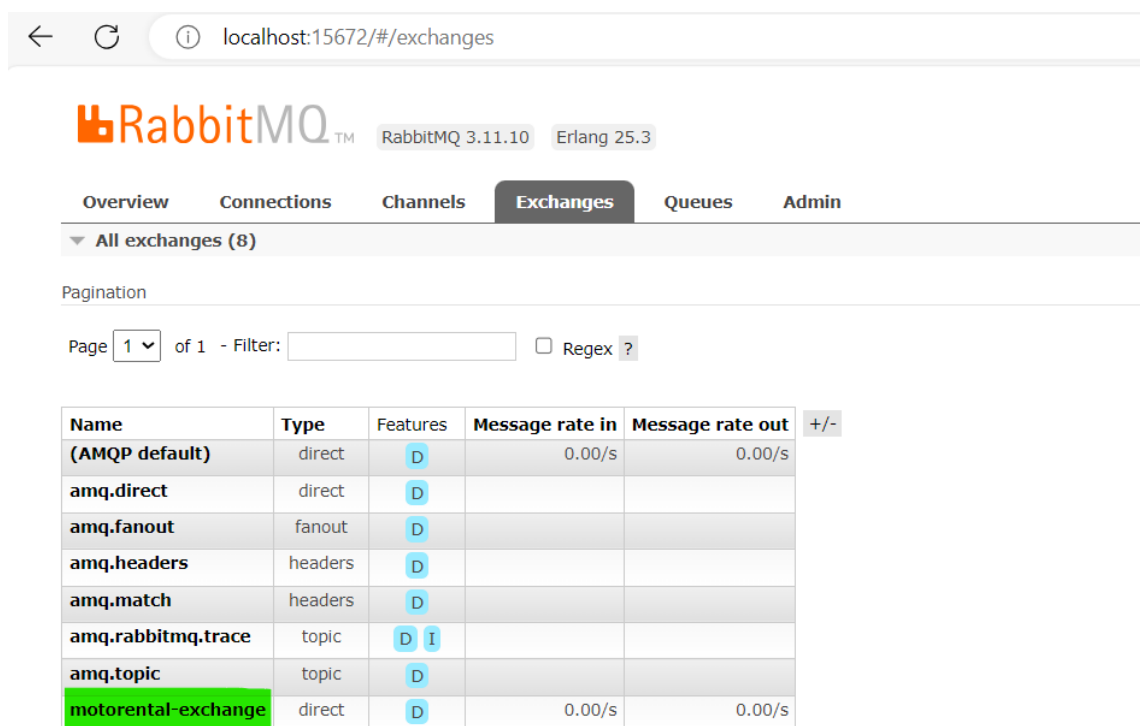 localhost:15672/#/exchanges
RabbitMQ TM RabbitMQ 3.11.10 Erlang 25.3
Overview Connections Channels Exchanges Queues Admin
All exchanges (8)
Pagination
Page 1 of 1 - Filter: Regex ?
Name Type Features Message rate in Message rate out +/-
(AMQP default) direct D 0.00/s 0.00/s
amq.direct direct D
amq.fanout fanout D
amq.headers headers D
amq.match headers D
amq.rabbitmq.trace topic D I
amq.topic topic D
motorental-exchange direct D 0.00/s 0.00/s